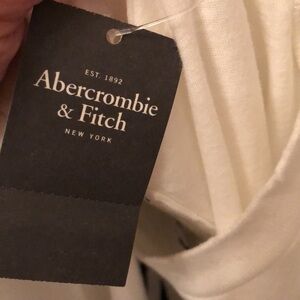 EST. 1892
Abercrombie
& Fitch
NEW YORK